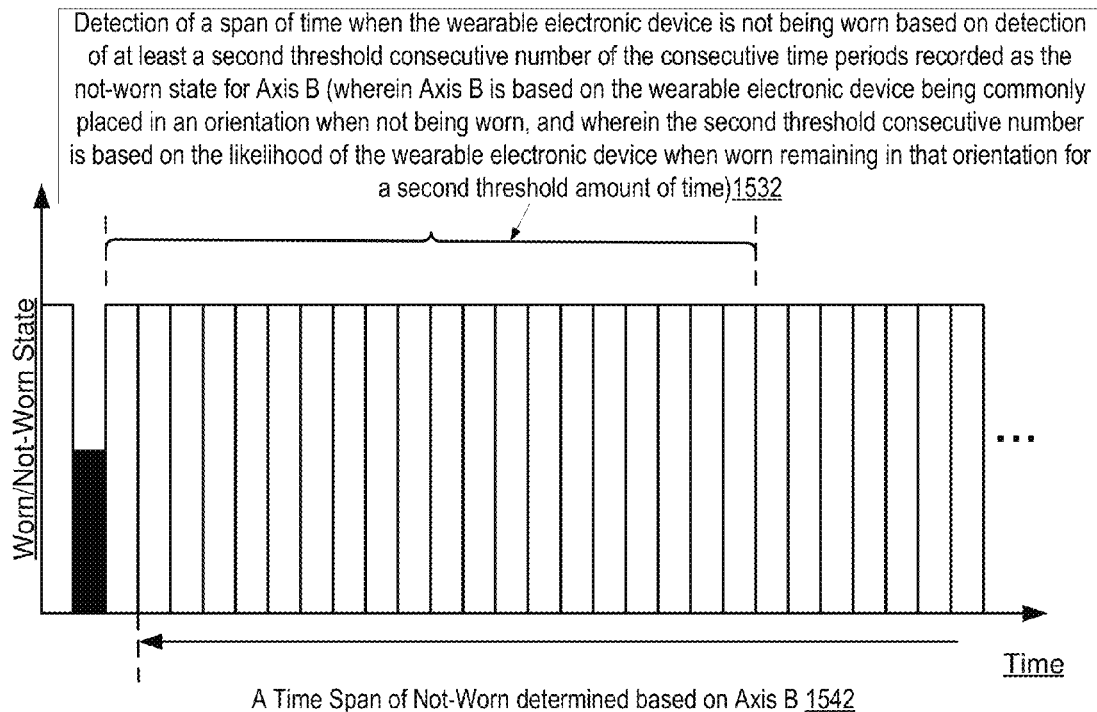 Detection of a span of time when the wearable electronic device is not being worn based on detection
of at least a second threshold consecutive number of the consecutive time periods recorded as the
not-worn state for Axis B (wherein Axis B is based on the wearable electronic device being commonly
placed in an orientation when not being worn, and wherein the second threshold consecutive number
is based on the likelihood of the wearable electronic device when worn remaining in that orientation for
a second threshold amount of time)1532
Worn/Not-Worn State
...
Time
A Time Span of Not-Worn determined based on Axis B 1542